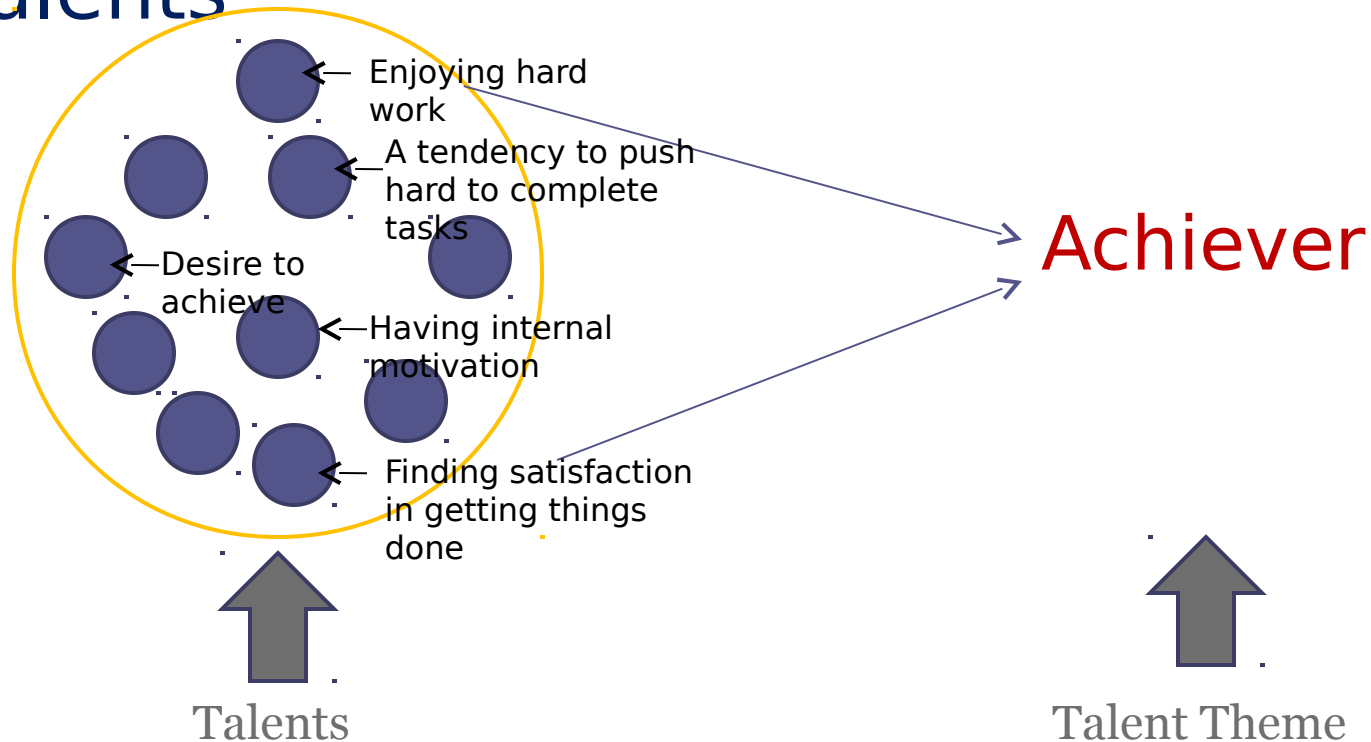 Enjoying hard
work
A tendency to push
hard to complete
tasks
Desire to
achieve
Having internal
motivation
Finding satisfaction
in getting things
done
Achiever
Talents
Talent Theme